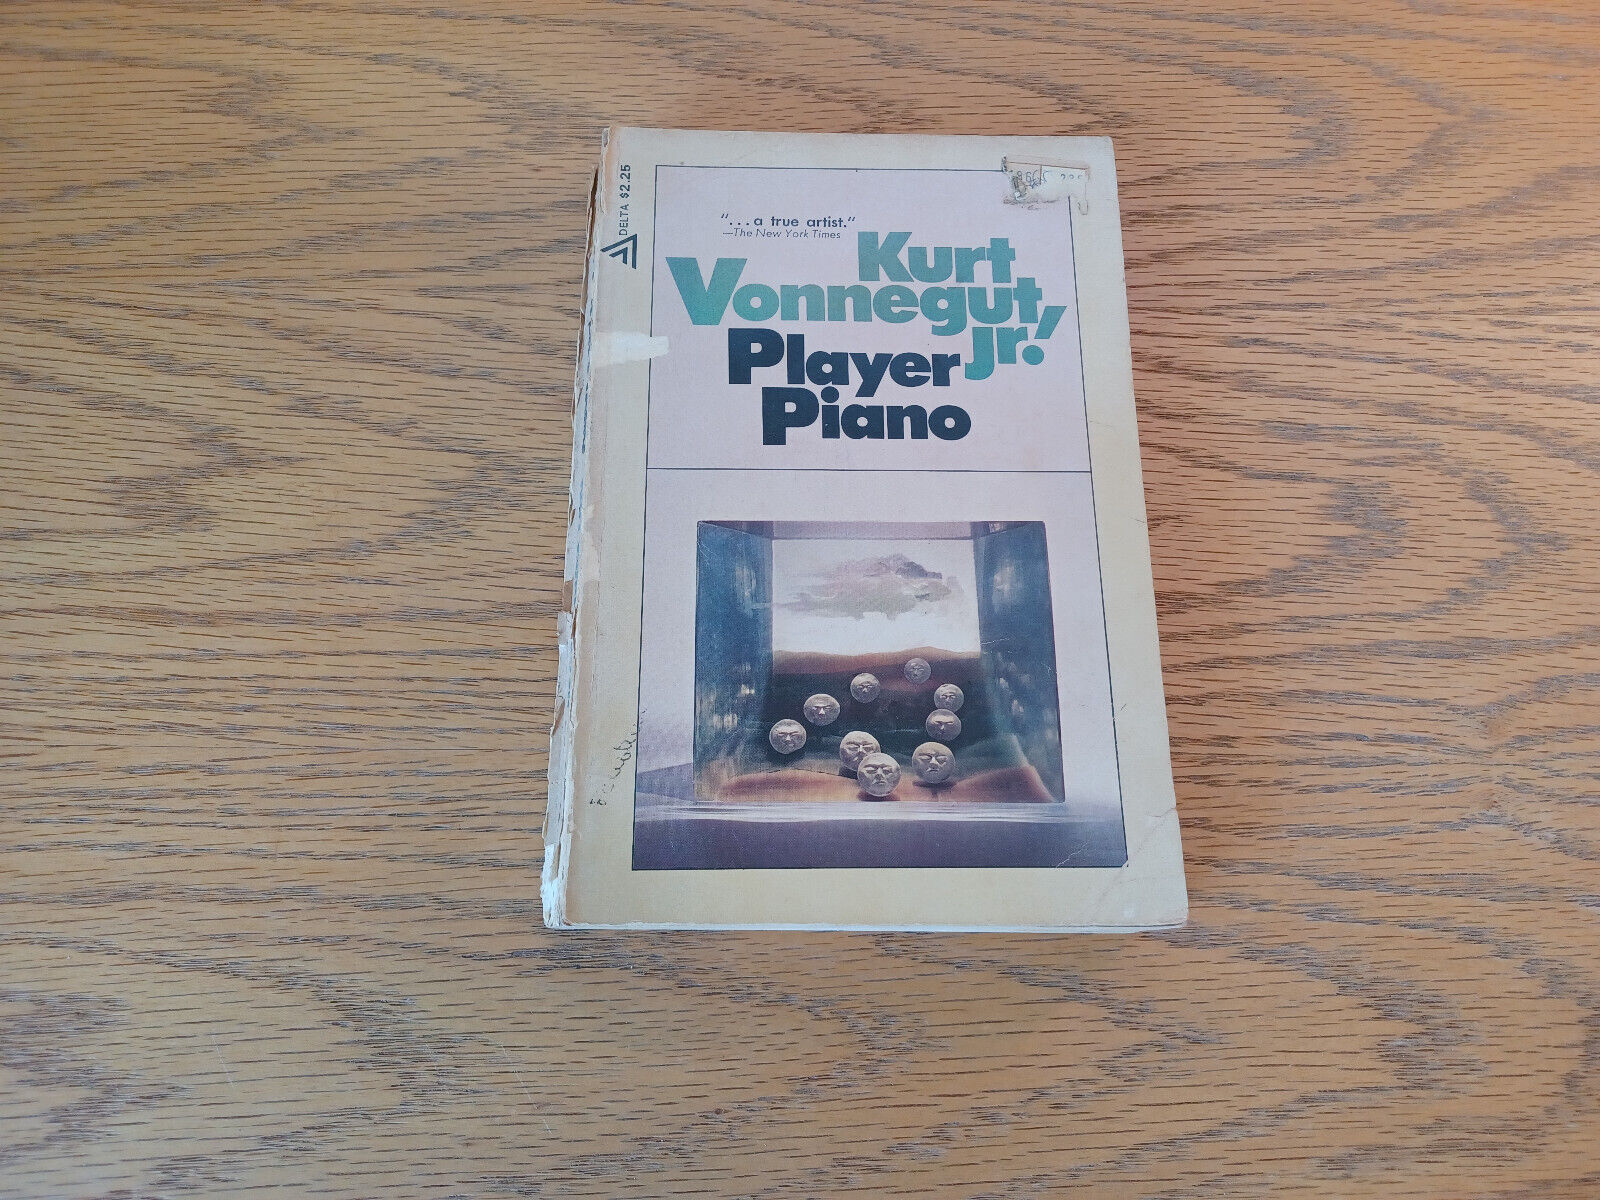 DELTA $2.25
"...a true artist."
—The New York Times
Kurt
Vonnegut,
Jr.
Player
Piano